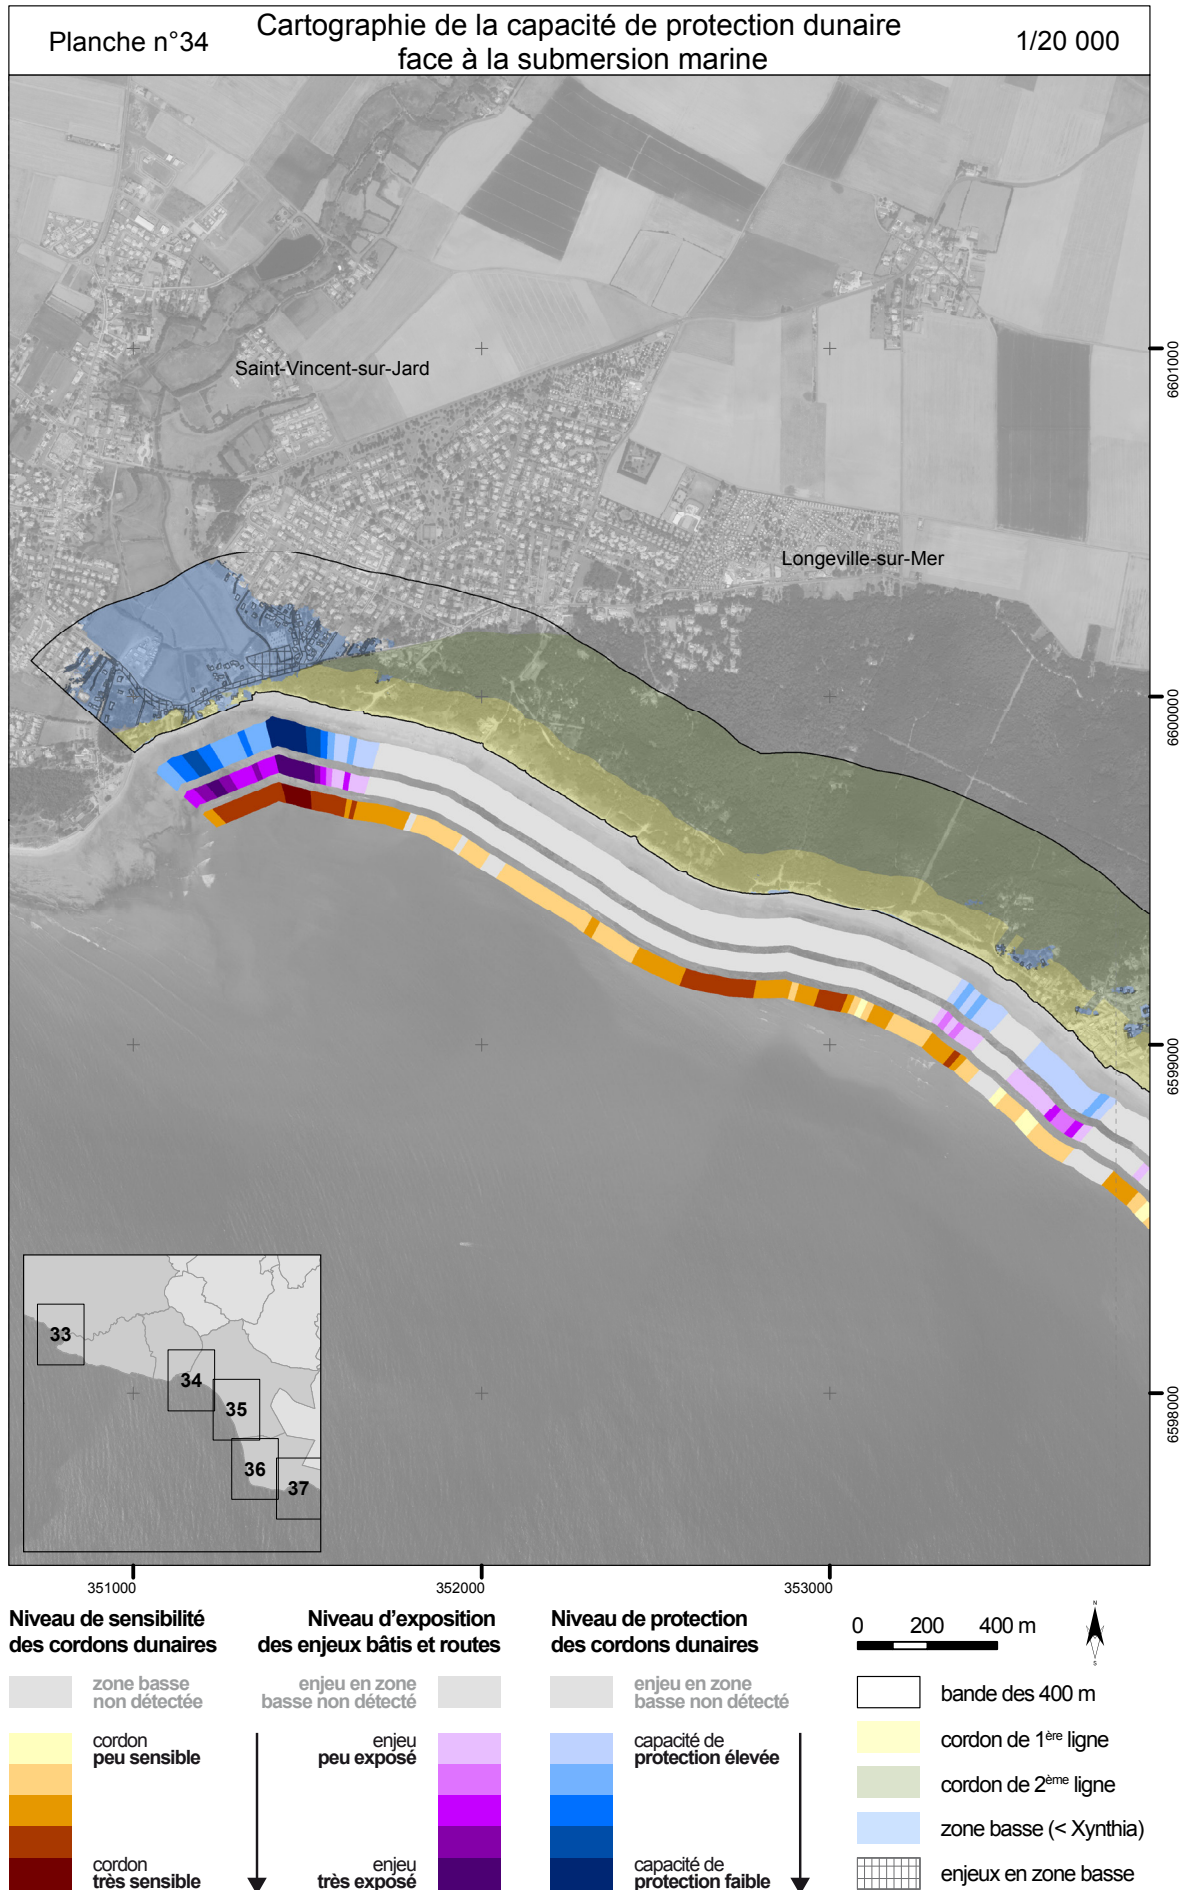 Planche n°34
Cartographie de la capacité de protection dunaire
face à la submersion marine
1/20 000
Saint-Vincent-sur-Jard
Longeville-sur-Mer
6601000
6600000
6599000
6598000
33
34
35
36
37
351000
352000
353000
Niveau de sensibilité
des cordons dunaires
zone basse
non détectée
cordon
peu sensible
cordon
très sensible
Niveau d'exposition
des enjeux bâtis et routes
enjeu en zone
basse non détecté
enjeu
peu exposé
enjeu
très exposé
Niveau de protection
des cordons dunaires
enjeu en zone
basse non détecté
capacité de
protection élevée
capacité de
protection faible
0 200 400 m
N
S
bande des 400 m
cordon de 1ère ligne
cordon de 2ème ligne
zone basse (< Xynthia)
enjeux en zone basse